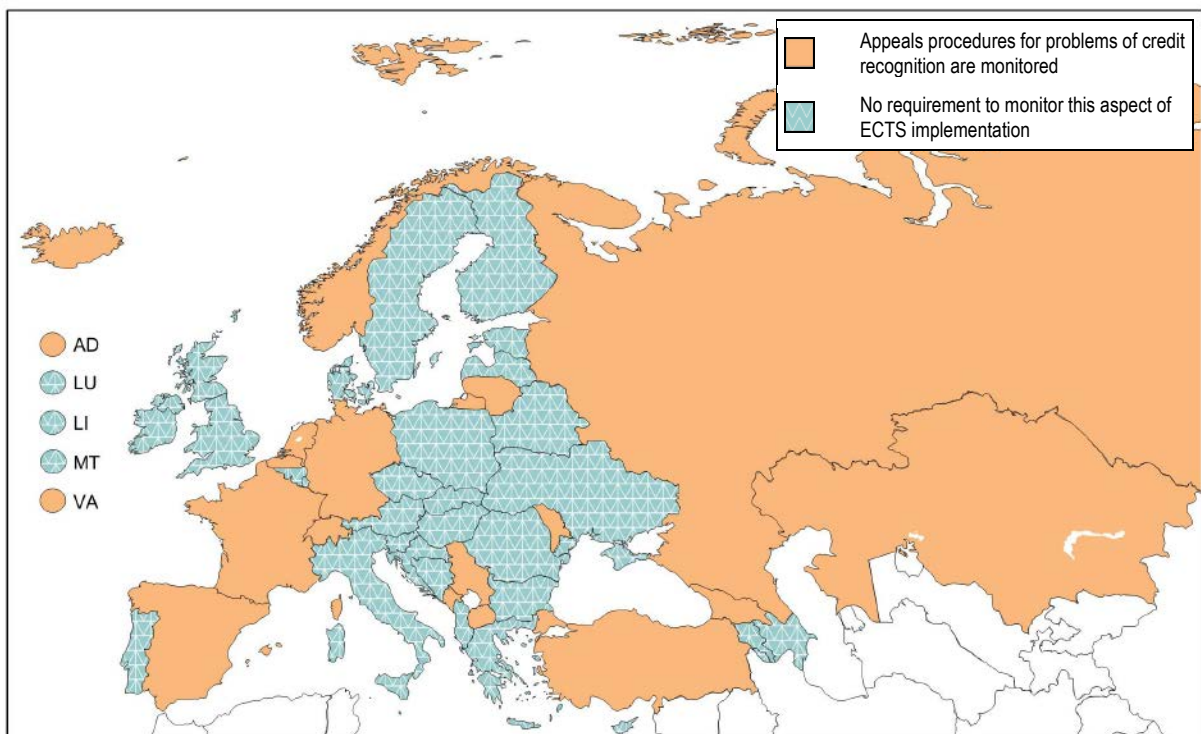 Appeals procedures for problems of credit
recognition are monitored
No requirement to monitor this aspect of
ECTS implementation
AD
LU
LI
MT
VA